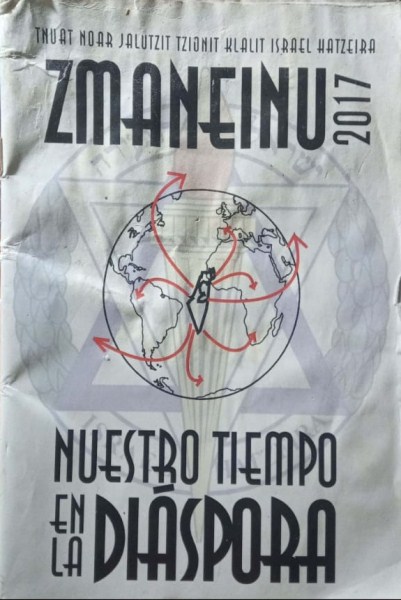 TNUAT NOAR JALUTZIT TZIONIT KLALIT ISRAEL HATZEIRA
ZMANEINU
2017
NUESTRO TIEMPO
EN
LA
DIÁSPORA